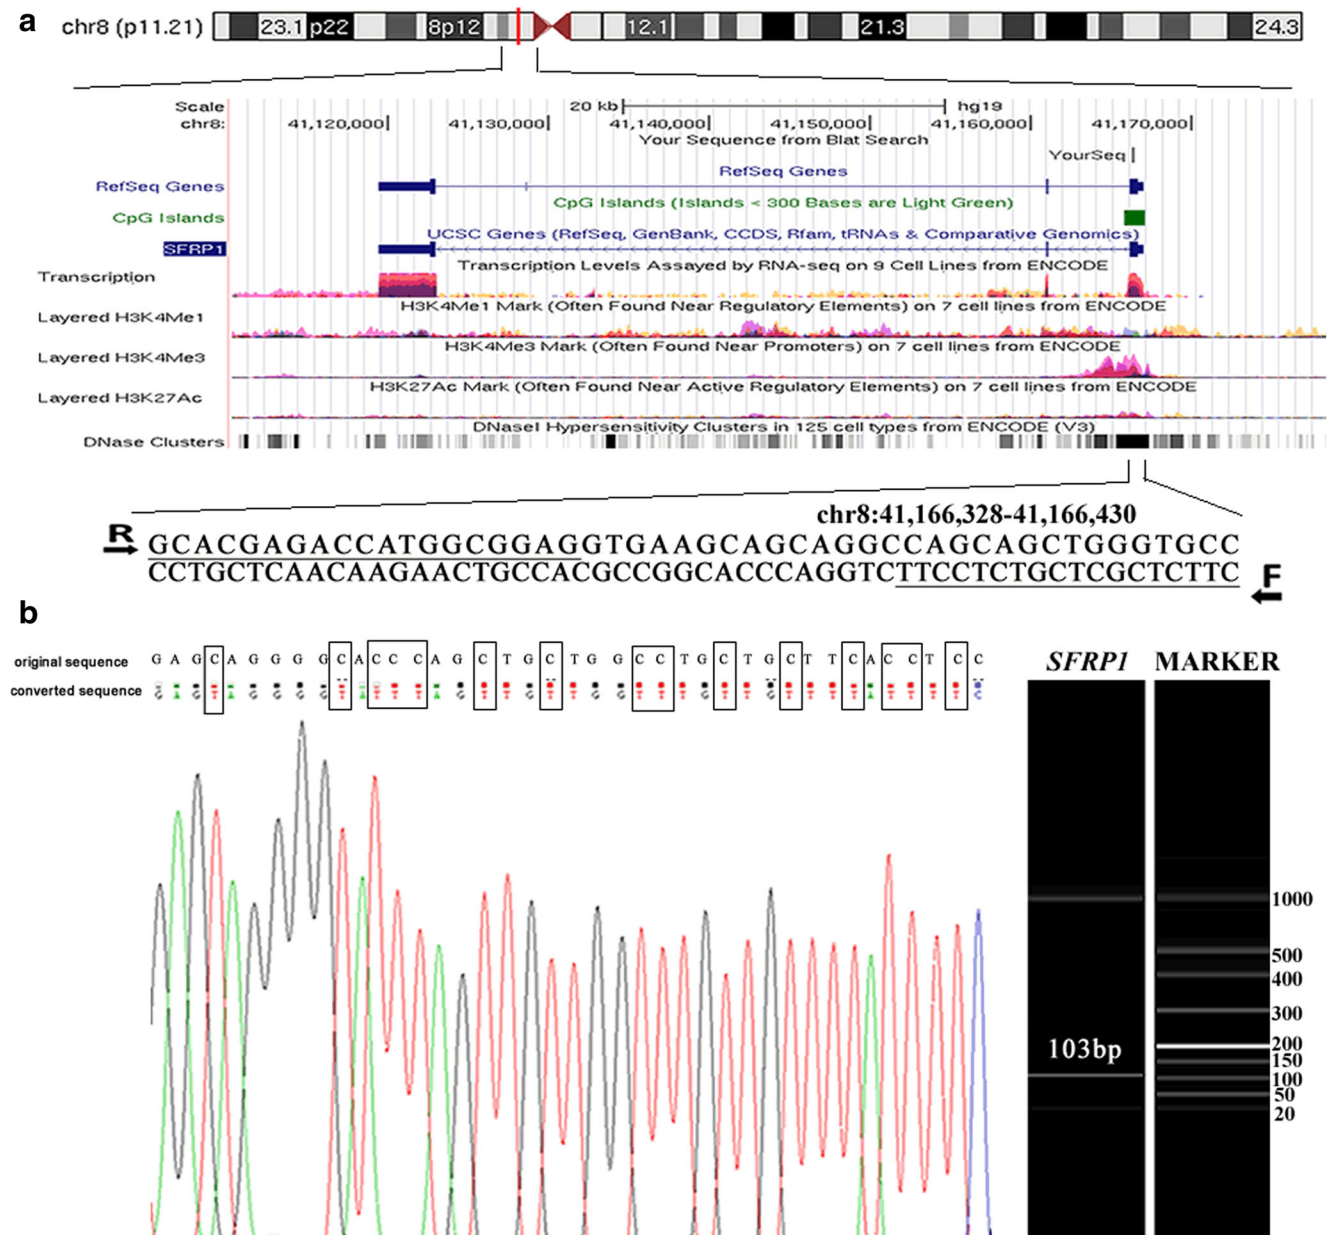 a
chr8 (p11.21) 23.1 p22 8p12 12.1 21.3 24.3
Scale 20 kb hg19
chr8: 41,120,000 41,130,000 41,140,000 41,150,000 41,160,000 41,170,000
Your Sequence from Blat Search
YourSeq
RefSeq Genes
RefSeq Genes
CpG Islands (Islands < 300 Bases are Light Green)
CpG Islands
UCSC Genes (RefSeq, GenBank, CCDS, Rfam, tRNAs & Comparative Genomics)
SFRP1
Transcription Levels Assayed by RNA-seq on 9 Cell Lines from ENCODE
Transcription
H3K4Me1 Mark (Often Found Near Regulatory Elements) on 7 cell lines from ENCODE
Layered H3K4Me1
H3K4Me3 Mark (Often Found Near Promoters) on 7 cell lines from ENCODE
Layered H3K4Me3
H3K27Ac Mark (Often Found Near Active Regulatory Elements) on 7 cell lines from ENCODE
Layered H3K27Ac
DNaseI Hypersensitivity Clusters in 125 cell types from ENCODE (V3)
DNase Clusters
chr8:41,166,328-41,166,430
R
GCACGAGACCATGGCGGAGGTGAAGCAGCAGGCCAGCAGCTGGGTGCC
CCTGCTCAACAAGAACTGCCACGCCGGCACCCAGGTCTTCCTCTGCTCGCTCTTC
F
b
original sequence G A G C A G G G G C A C C C A G C T G C T G G C C T G C T G C T T C A C C T C C
converted sequence G A G T A G G G G T A T T T A G T T G T T G G T T T G T T G T T T T A T T T T C
SFRP1 MARKER
1000
500
400
300
200
103bp
150
100
50
20